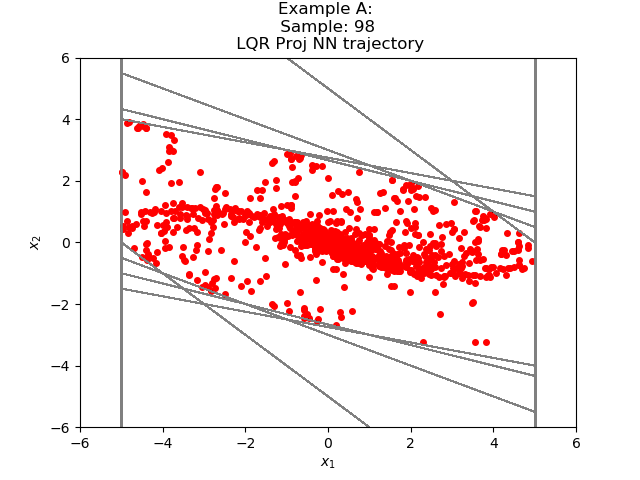 Example A:
Sample: 98
LQR Proj NN trajectory
6
4
2
0
−2
−4
−6
x₂
−6 −4 −2 0 2 4 6
x₁